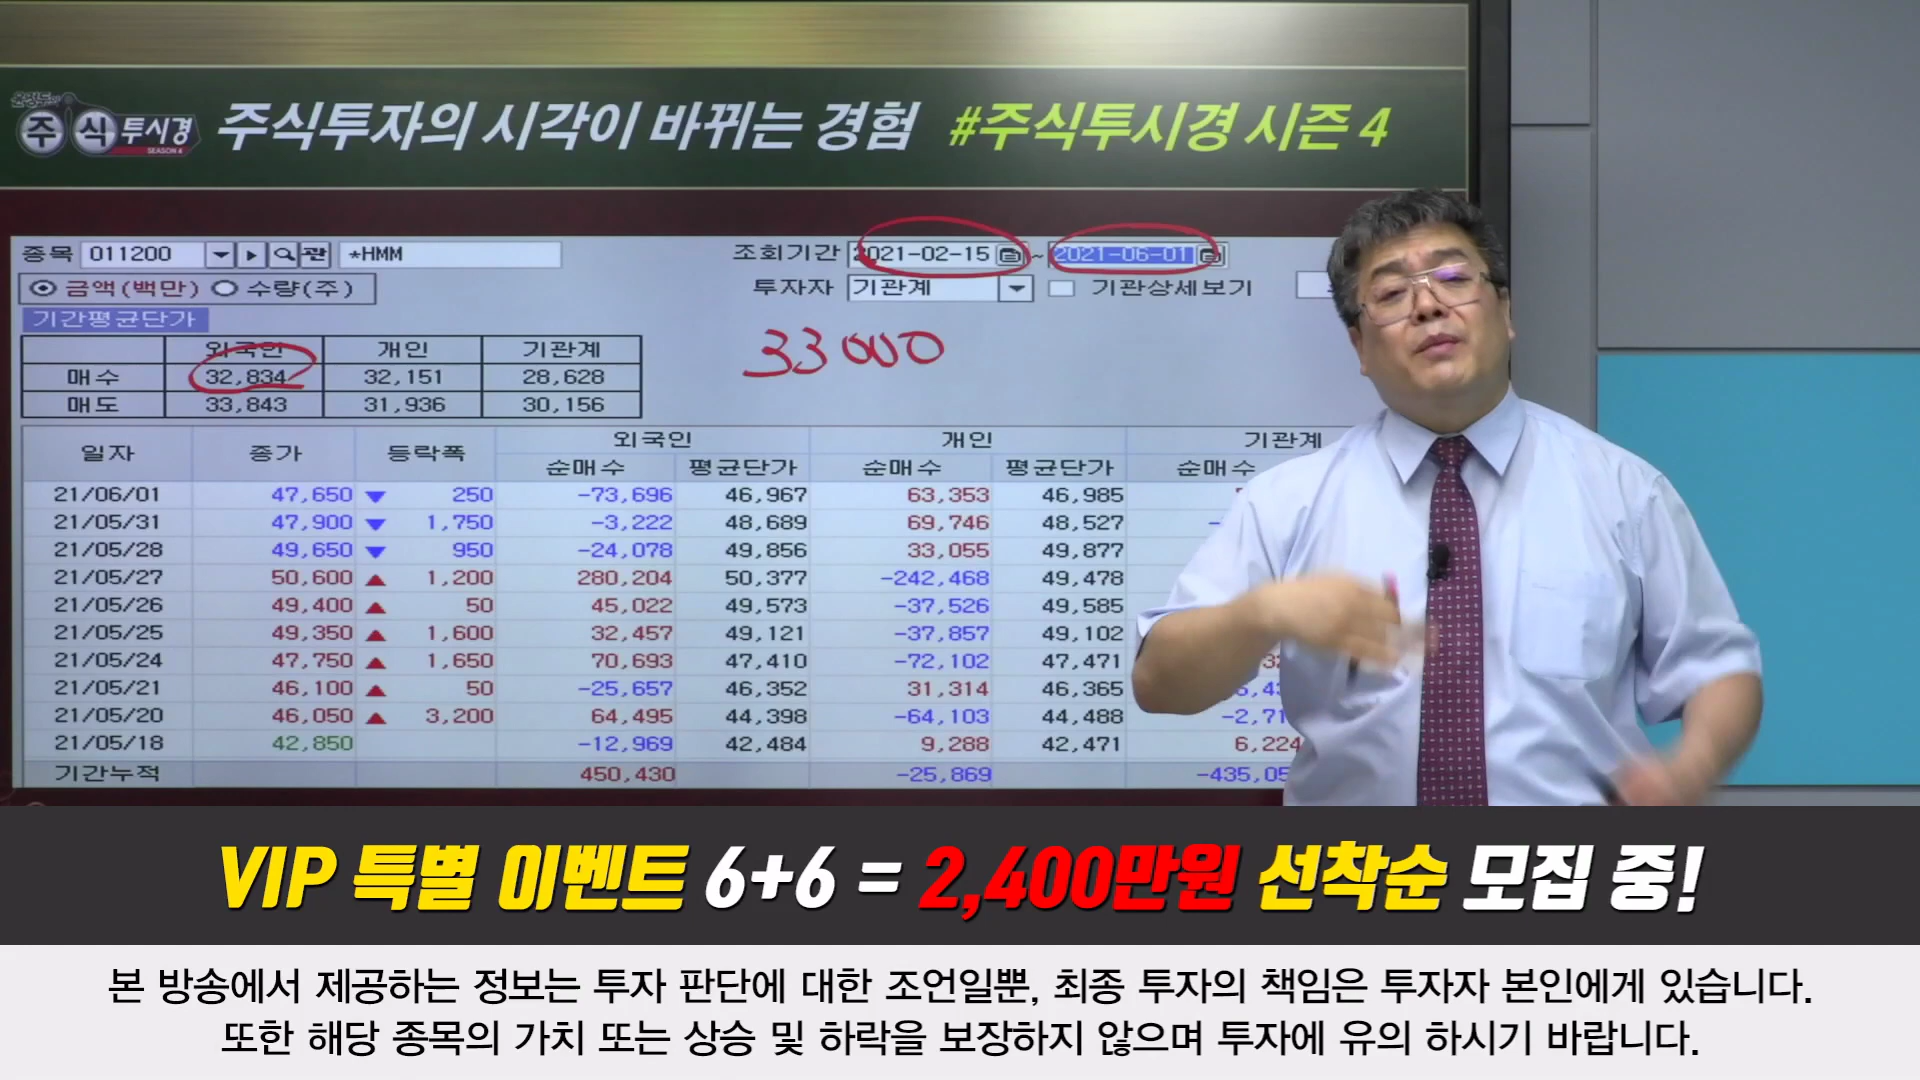 윤정두의
주식투시경
SEASON 4
주식투자의 시각이 바뀌는 경험 #주식투시경 시즌 4
종목 011200 관 *HMM 조회기간 2021-02-15 ~ 2021-06-01
금액(백만) 수량(주) 투자자 기관계 기관상세보기
기간평균단가
33000
외국인 개인 기관계
매수 32,834 32,151 28,628
매도 33,843 31,936 30,156
일자 종가 등락폭 외국인 개인 기관계
순매수 평균단가 순매수 평균단가 순매수
21/06/01 47,650 ▼ 250 -73,696 46,967 63,353 46,985
21/05/31 47,900 ▼ 1,750 -3,222 48,689 69,746 48,527
21/05/28 49,650 ▼ 950 -24,078 49,856 33,055 49,877
21/05/27 50,600 ▲ 1,200 280,204 50,377 -242,468 49,478
21/05/26 49,400 ▲ 50 45,022 49,573 -37,526 49,585
21/05/25 49,350 ▲ 1,600 32,457 49,121 -37,857 49,102
21/05/24 47,750 ▲ 1,650 70,693 47,410 -72,102 47,471
21/05/21 46,100 ▲ 50 -25,657 46,352 31,314 46,365
21/05/20 46,050 ▲ 3,200 64,495 44,398 -64,103 44,488 -2,71
21/05/18 42,850 -12,969 42,484 9,288 42,471 6,224
기간누적 450,430 -25,869 -435,05
VIP 특별 이벤트 6+6 = 2,400만원 선착순 모집 중!
본 방송에서 제공하는 정보는 투자 판단에 대한 조언일뿐, 최종 투자의 책임은 투자자 본인에게 있습니다.
또한 해당 종목의 가치 또는 상승 및 하락을 보장하지 않으며 투자에 유의 하시기 바랍니다.